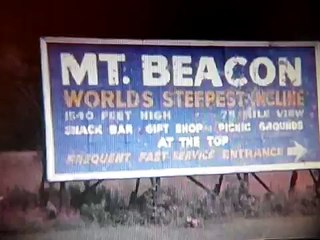 MT. BEACON
WORLDS STEEPEST INCLINE
1540 FEET HIGH 75 MILE VIEW
SNACK BAR - GIFT SHOP - PICNIC GROUNDS
AT THE TOP
FREQUENT, FAST SERVICE ENTRANCE